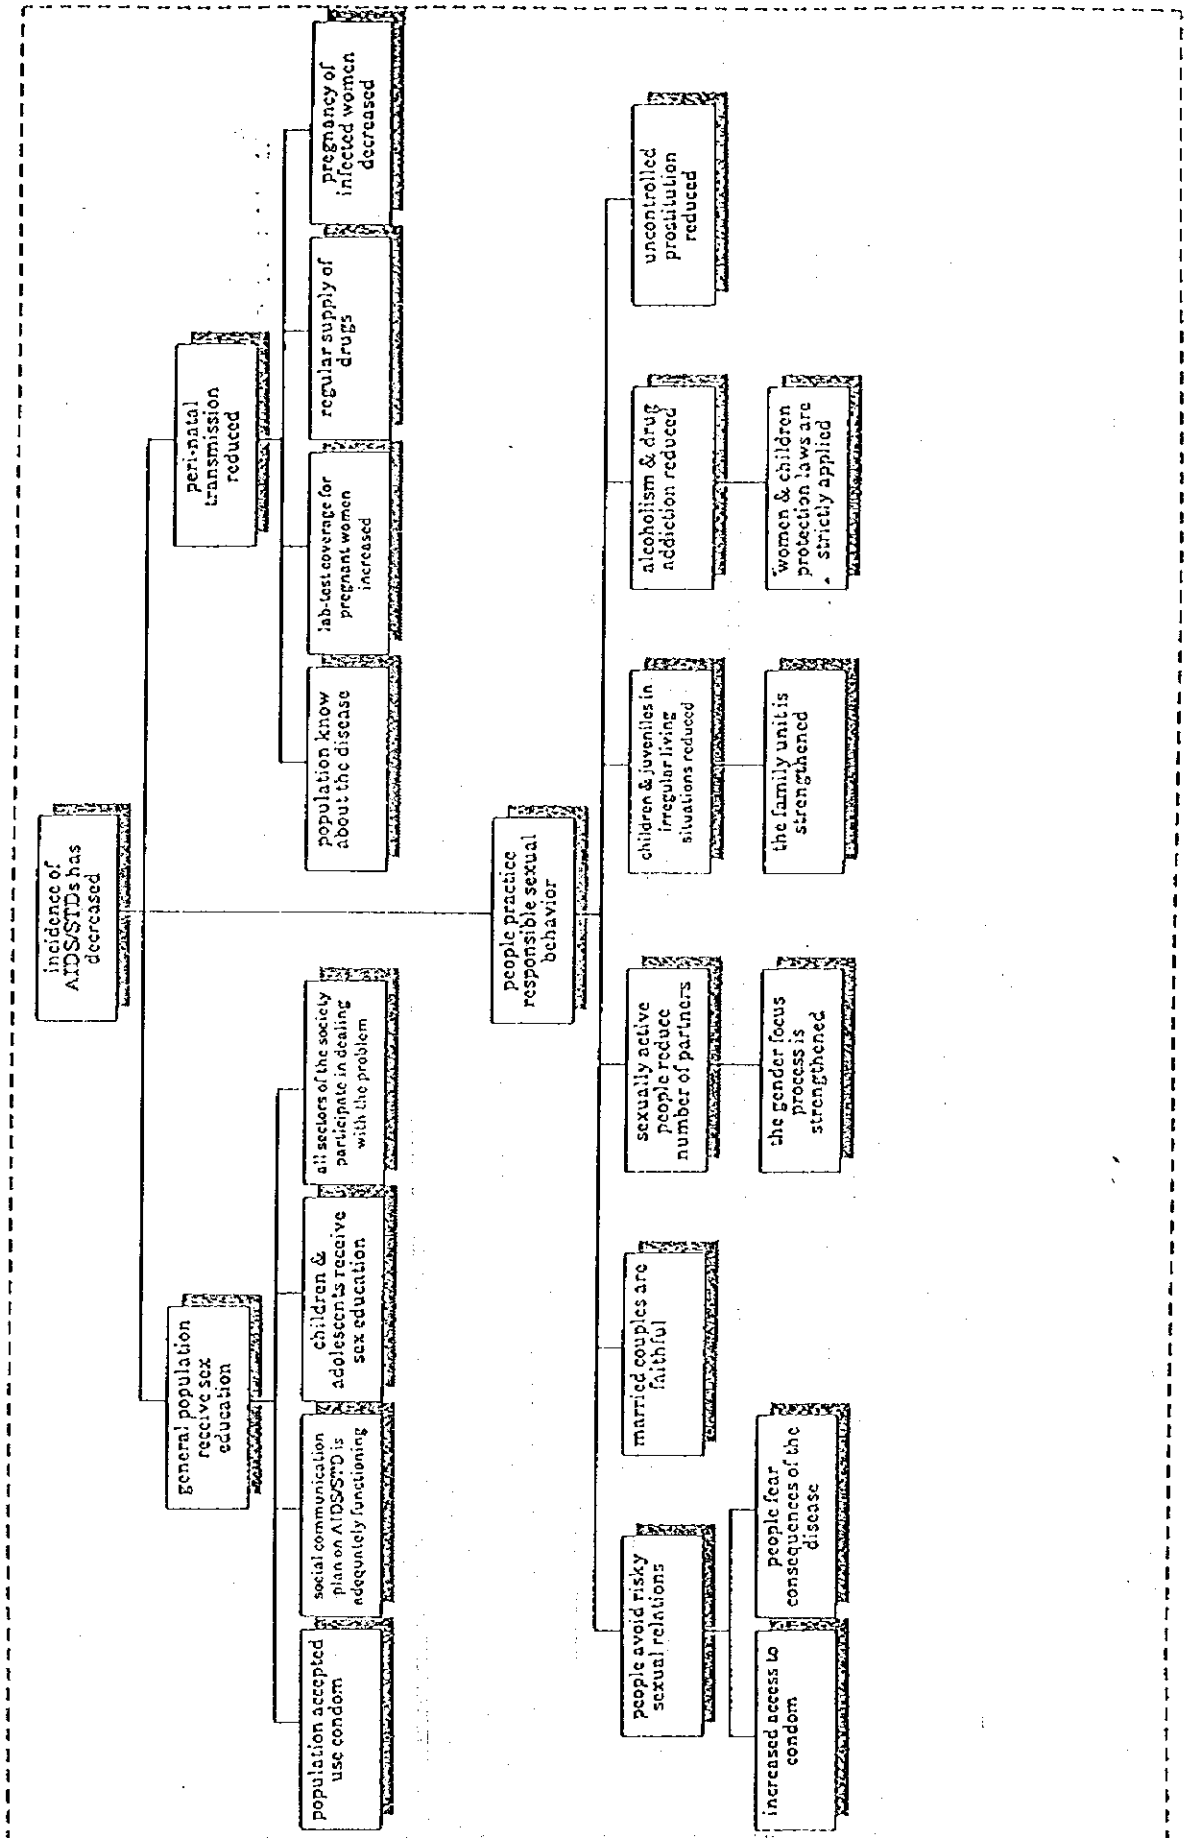 incidence of
AIDS/STDs has
decreased
general population
receive sex
education
peri-natal
transmission
reduced
population accepted
use condom
social communication
plan on AIDS/STD is
adequately functioning
children &
adolescents receive
sex education
all sectors of the society
participate in dealing
with the problem
population know
about the disease
lab-test coverage for
pregnant women
increased
regular supply of
drugs
pregnancy of
infected women
decreased
people practice
responsible sexual
behavior
people avoid risky
sexual relations
married couples are
faithful
sexually active
people reduce
number of partners
children & juveniles in
irregular living
situations reduced
alcoholism & drug
addiction reduced
uncontrolled
prostitution
reduced
increased access to
condom
people fear
consequences of the
disease
the gender focus
process is
strengthened
the family unit is
strengthened
women & children
protection laws are
strictly applied